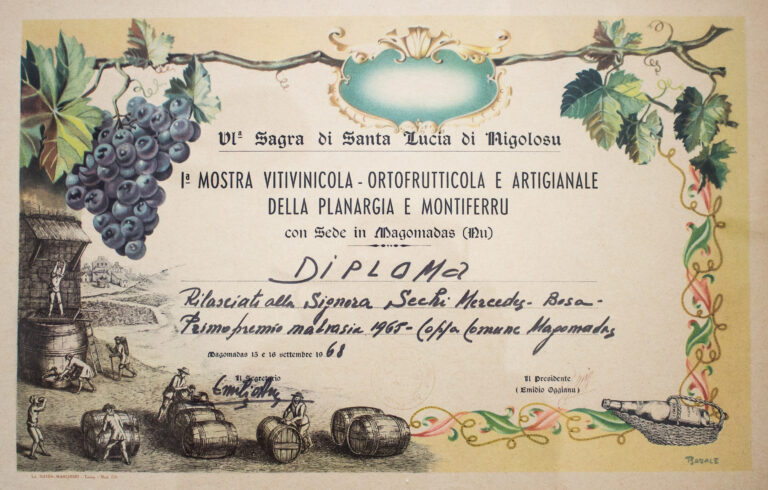 VIª Sagra di Santa Lucia di Nigolosu
Iª MOSTRA VITIVINICOLA - ORTOFRUTTICOLA E ARTIGIANALE
DELLA PLANARGIA E MONTIFERRU
con Sede in Magomadas (Nu)
DIPLOMA
Rilasciato alla Signora Sechi Mercedes - Bosa -
Primo premio malvasia 1965 - Coppa Comune Magomadas
Magomadas 15 e 16 settembre 1968
Il Segretario
Il Presidente
(Emidio Oggianu)